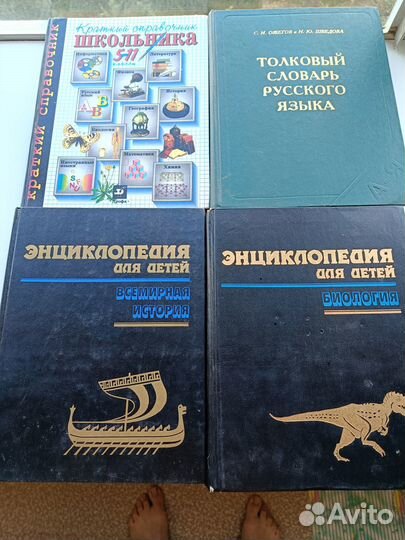 КРАТКИЙ СПРАВОЧНИК
Краткий справочник
ШКОЛЬНИКА
5-11
классы
Информатика
Литература
Физика
Русский язык
География
История
Биология
Иностранные языки
Математика
Химия
Дрофа
С. И. ОЖЕГОВ и Н. Ю. ШВЕДОВА
ТОЛКОВЫЙ
СЛОВАРЬ
РУССКОГО
ЯЗЫКА
ЭНЦИКЛОПЕДИЯ
ДЛЯ ДЕТЕЙ
ВСЕМИРНАЯ
ИСТОРИЯ
ЭНЦИКЛОПЕДИЯ
ДЛЯ ДЕТЕЙ
БИОЛОГИЯ
Avito